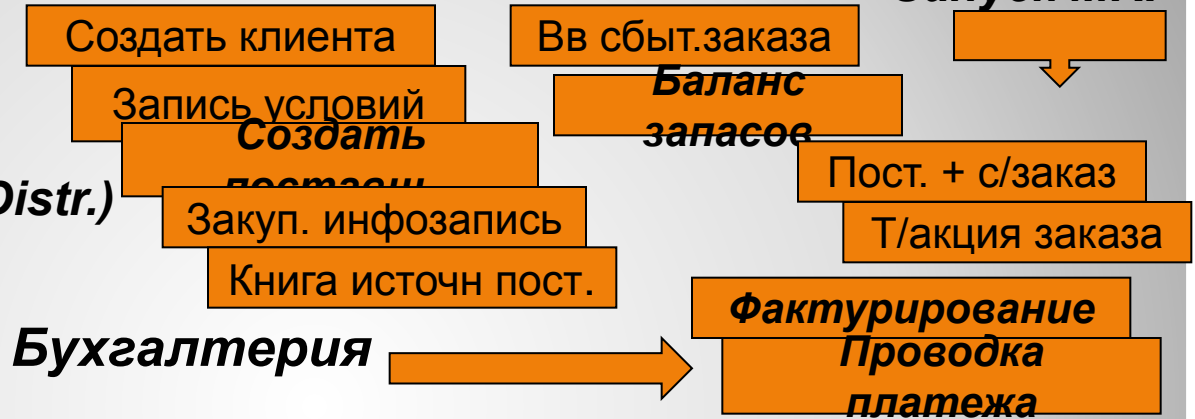 Создать клиента
Вв сбыт.заказа
Запись условий
Баланс
запасов
Создать
Distr.)
Пост. + с/заказ
Закуп. инфозапись
Т/акция заказа
Книга источн пост.
Фактурирование
Бухгалтерия
Проводка
платежа